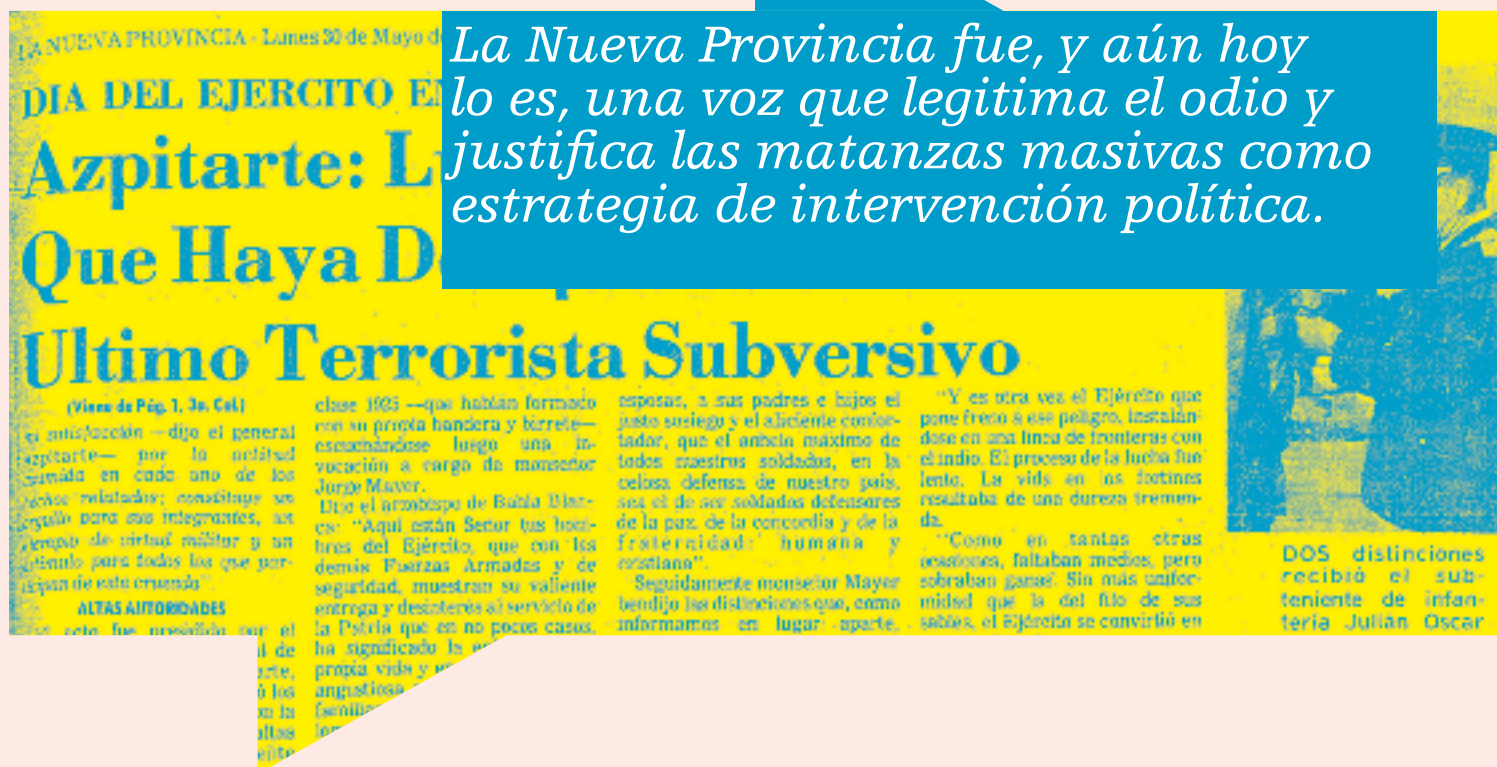 La Nueva Provincia fue, y aún hoy
lo es, una voz que legitima el odio y
justifica las matanzas masivas como
estrategia de intervención política.
LA NUEVA PROVINCIA - Lunes 30 de Mayo
DIA DEL EJERCITO
Azpitarte:
Que Haya
Ultimo Terrorista Subversivo
(Viene de Pág. 1, 3a. Col.)
satisfacción —dijo el general
azpitarte— por la actitud
en cada uno de los
relatados; constituye un
para sus integrantes, un
de virtud militar y un
para todos los que
de esta cruzada".
ALTAS AUTORIDADES
acto fue presidido por el
de
los
la
clase 1925 —que habían formado
con su propia bandera y birrete—
escuchándose luego una in-
vocación a cargo de monseñor
Jorge Mayer.
Dijo el arzobispo de Bahía Blan-
ca: "Aquí están Señor tus hom-
bres del Ejército, que con las
demás Fuerzas Armadas y de
seguridad, muestran su valiente
entrega y desinterés al servicio de
la Patria que en no pocos casos,
ha significado la
propia vida y
angustiosa
esposas, a sus padres e hijos el
justo sosiego y el aliciente confor-
tador, que el anhelo máximo de
todos nuestros soldados, en la
celosa defensa de nuestro país,
sea el de ser soldados defensores
de la paz, de la concordia y de la
fraternidad: humana y
cristiana".
Seguidamente monseñor Mayer
bendijo las distinciones que, como
informamos en lugar aparte,
"Y es otra vez el Ejército que
pone freno a ese peligro, instalán-
dose en una línea de fronteras con
el indio. El proceso de la lucha fue
lento. La vida en los fortines
resultaba de una dureza tremen-
da.
"Como en tantas otras
ocasiones, faltaban medios, pero
sobraban ganas. Sin más unifor-
midad que la del filo de sus
sables, el Ejército se convirtió en
DOS distinciones
recibió el sub-
teniente de infan-
tería Julián Oscar